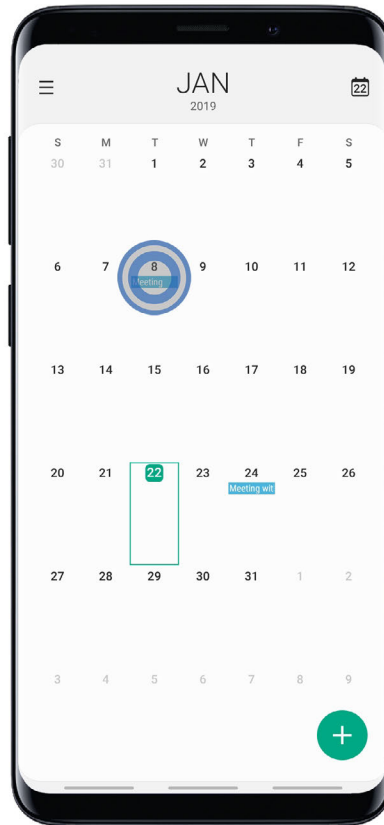 JAN
22
2019
S M T W T F S
30 31 1 2 3 4 5
6 7 8 9 10 11 12
Meeting
13 14 15 16 17 18 19
20 21 22 23 24 25 26
Meeting wit
27 28 29 30 31 1 2
3 4 5 6 7 8 9
+